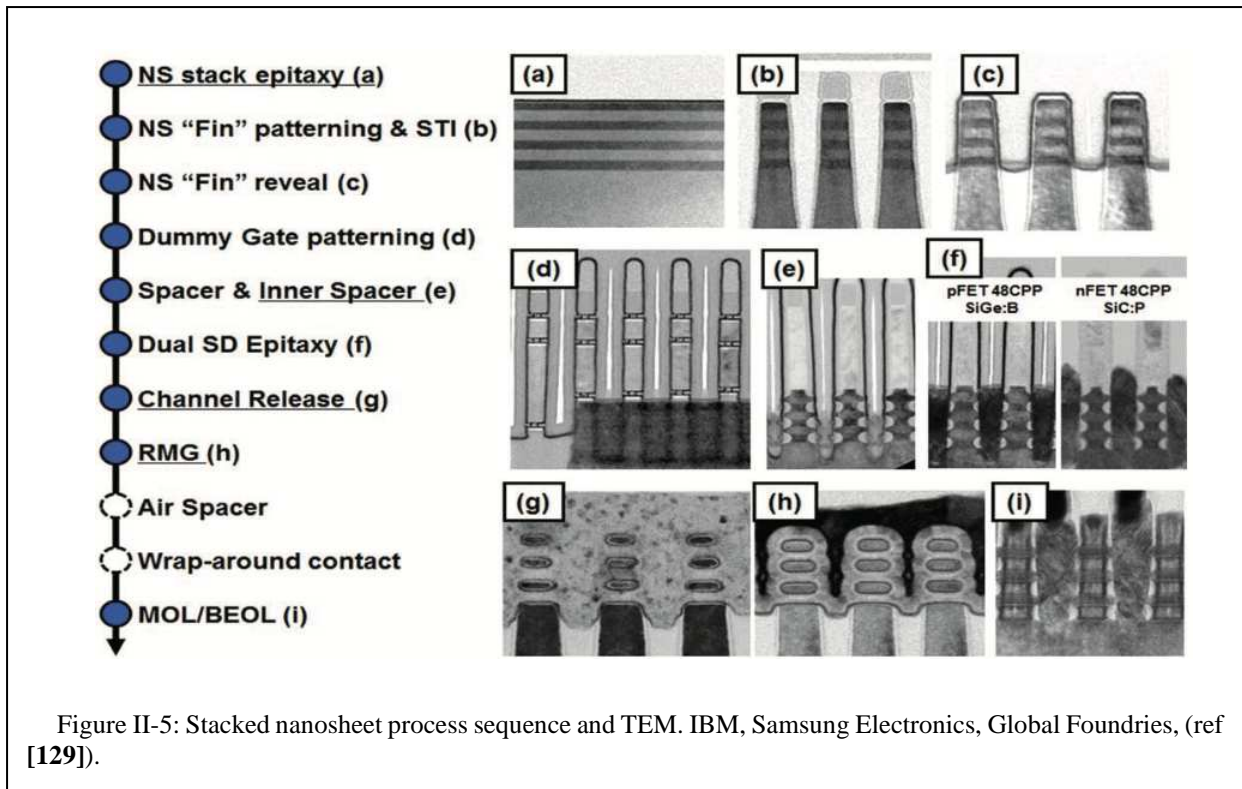 NS stack epitaxy (a)
NS “Fin” patterning & STI (b)
NS “Fin” reveal (c)
Dummy Gate patterning (d)
Spacer & Inner Spacer (e)
Dual SD Epitaxy (f)
Channel Release (g)
RMG (h)
Air Spacer
Wrap-around contact
MOL/BEOL (i)
(a)
(b)
(c)
(d)
(e)
(f)
pFET 48CPP
SiGe:B
nFET 48CPP
SiC:P
(g)
(h)
(i)
Figure II-5: Stacked nanosheet process sequence and TEM. IBM, Samsung Electronics, Global Foundries, (ref
[129]).